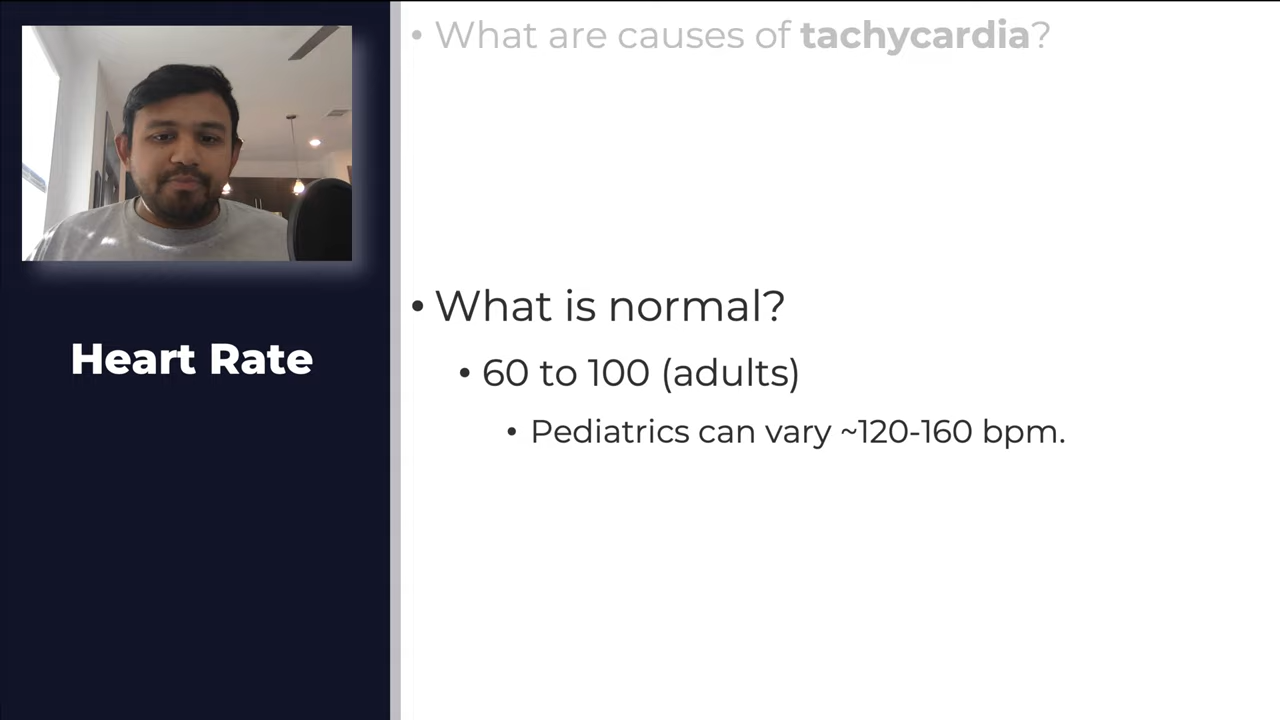 • What are causes of tachycardia?
Heart Rate
• What is normal?
• 60 to 100 (adults)
• Pediatrics can vary ~120-160 bpm.